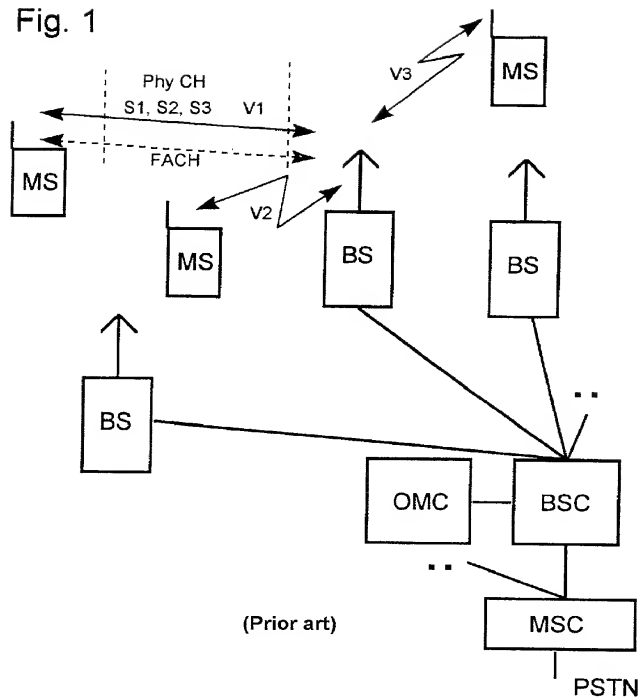 Fig. 1
Phy CH
S1, S2, S3 V1
FACH
V3
MS
MS
V2
MS
BS
BS
BS
OMC
BSC
(Prior art)
MSC
PSTN